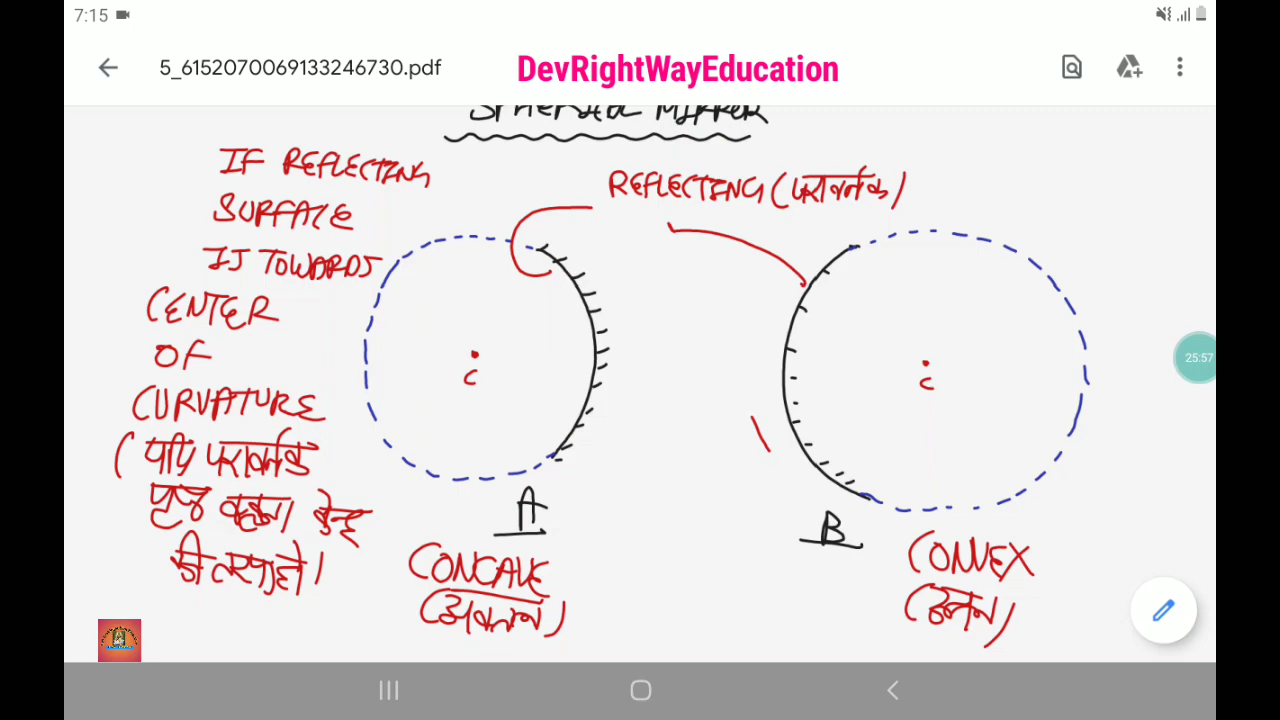 7:15
5_6152070069133246730.pdf
DevRightWayEducation
SPHERICAL MIRROR
IF REFLECTING
SURFACE
IS TOWARDS
CENTER
OF
CURVATURE
(यदि परावर्तक
पृष्ठ वक्रता केन्द्र
की तरफ हो।
REFLECTING (परावर्तक)
C
C
25:57
A
B
CONCAVE
(अवतल)
CONVEX
(उत्तल)